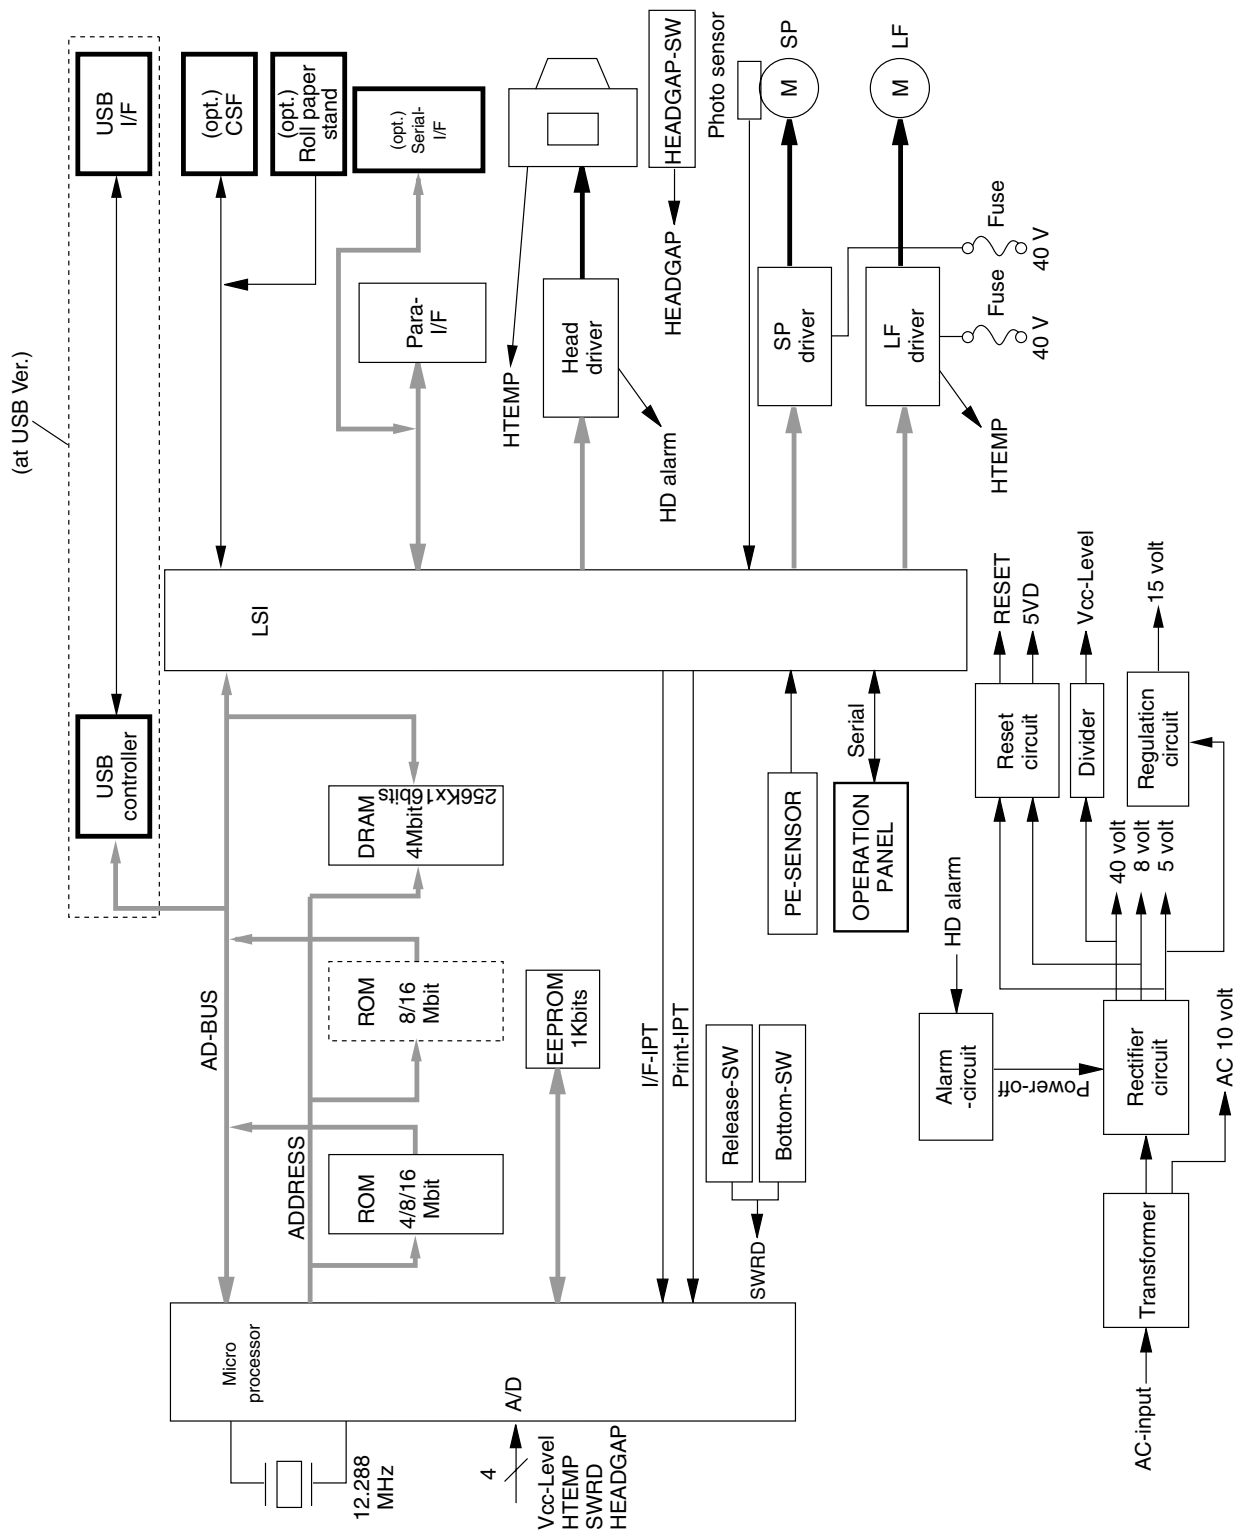 (at USB Ver.)
USB
I/F
USB
controller
(opt.)
CSF
(opt.)
Roll paper
stand
(opt.)
Serial-
I/F
Para-
I/F
HTEMP
Head
driver
HD alarm
HEADGAP-SW
HEADGAP
Photo sensor
M
SP
M
LF
SP
driver
LF
driver
Fuse
40 V
Fuse
40 V
HTEMP
LSI
AD-BUS
ADDRESS
DRAM
4Mbit
256Kx16bits
ROM
8/16
Mbit
ROM
4/8/16
Mbit
EEPROM
1Kbits
I/F-IPT
Print-IPT
PE-SENSOR
Serial
OPERATION
PANEL
Release-SW
Bottom-SW
SWRD
Micro
processor
A/D
12.288
MHz
4
Vcc-Level
HTEMP
SWRD
HEADGAP
RESET
5VD
Vcc-Level
15 volt
Reset
circuit
Divider
Regulation
circuit
40 volt
8 volt
5 volt
HD alarm
Alarm
-circuit
Power-off
Rectifier
circuit
AC 10 volt
Transformer
AC-input